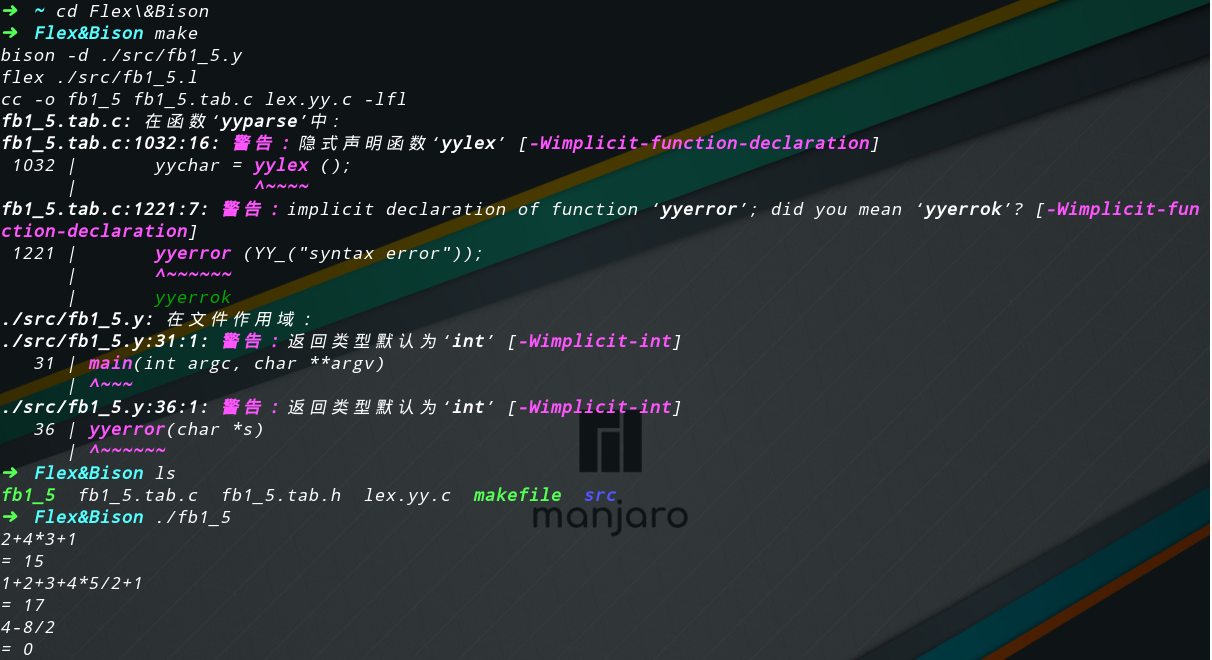 ➜ ~ cd Flex\&Bison
➜ Flex&Bison make
bison -d ./src/fb1_5.y
flex ./src/fb1_5.l
cc -o fb1_5 fb1_5.tab.c lex.yy.c -lfl
fb1_5.tab.c: 在函数‘yyparse’中：
fb1_5.tab.c:1032:16: 警告：隐式声明函数‘yylex’ [-Wimplicit-function-declaration]
 1032 |       yychar = yylex ();
      |                ^~~~~
fb1_5.tab.c:1221:7: 警告：implicit declaration of function ‘yyerror’; did you mean ‘yyerrok’? [-Wimplicit-fun
ction-declaration]
 1221 |       yyerror (YY_("syntax error"));
      |       ^~~~~~~
      |       yyerrok
./src/fb1_5.y: 在文件作用域：
./src/fb1_5.y:31:1: 警告：返回类型默认为‘int’ [-Wimplicit-int]
   31 | main(int argc, char **argv)
      | ^~~~
./src/fb1_5.y:36:1: 警告：返回类型默认为‘int’ [-Wimplicit-int]
   36 | yyerror(char *s)
      | ^~~~~~~
➜ Flex&Bison ls
fb1_5  fb1_5.tab.c  fb1_5.tab.h  lex.yy.c  makefile  src
➜ Flex&Bison ./fb1_5
manjaro
2+4*3+1
= 15
1+2+3+4*5/2+1
= 17
4-8/2
= 0